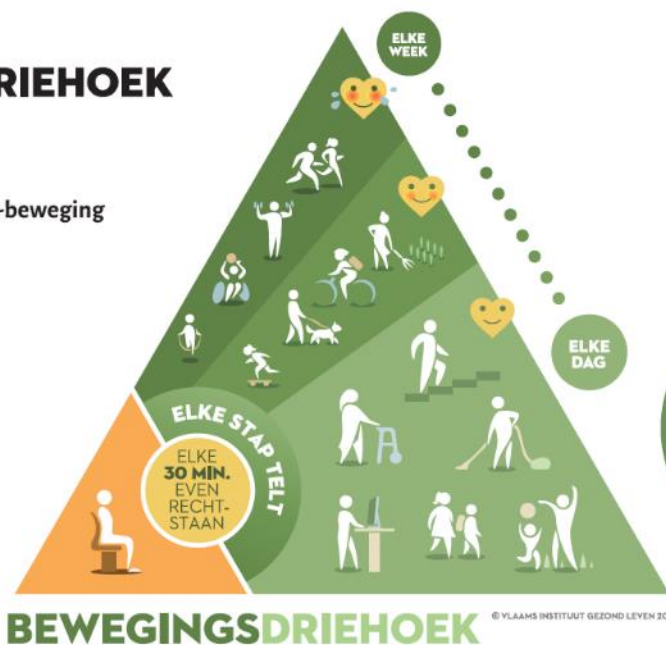 RIEHOEK
-beweging
ELKE
WEEK
ELKE
DAG
ELKE STAP TELT
ELKE
30 MIN.
EVEN
RECHT-
STAAN
BEWEGINGSDRIEHOEK
© VLAAMS INSTITUUT GEZOND LEVEN 20